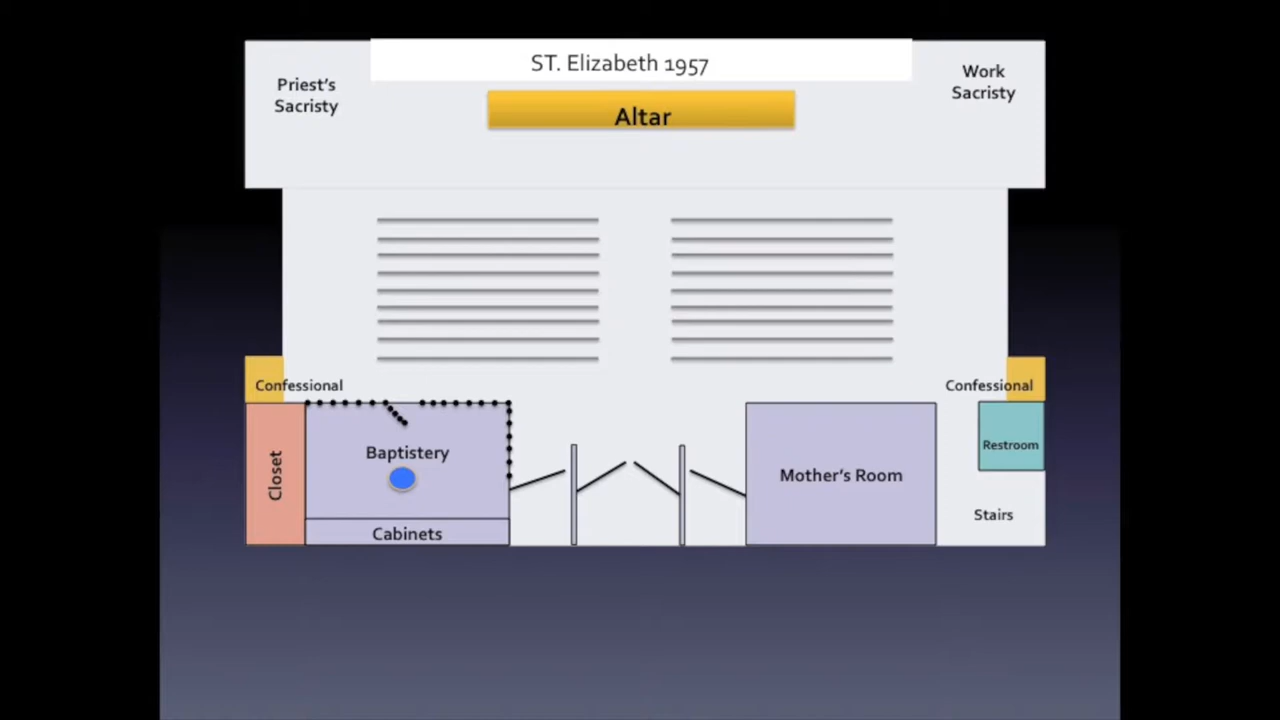 ST. Elizabeth 1957
Priest's
Sacristy
Work
Sacristy
Altar
Confessional
Confessional
Closet
Baptistery
Cabinets
Mother's Room
Restroom
Stairs